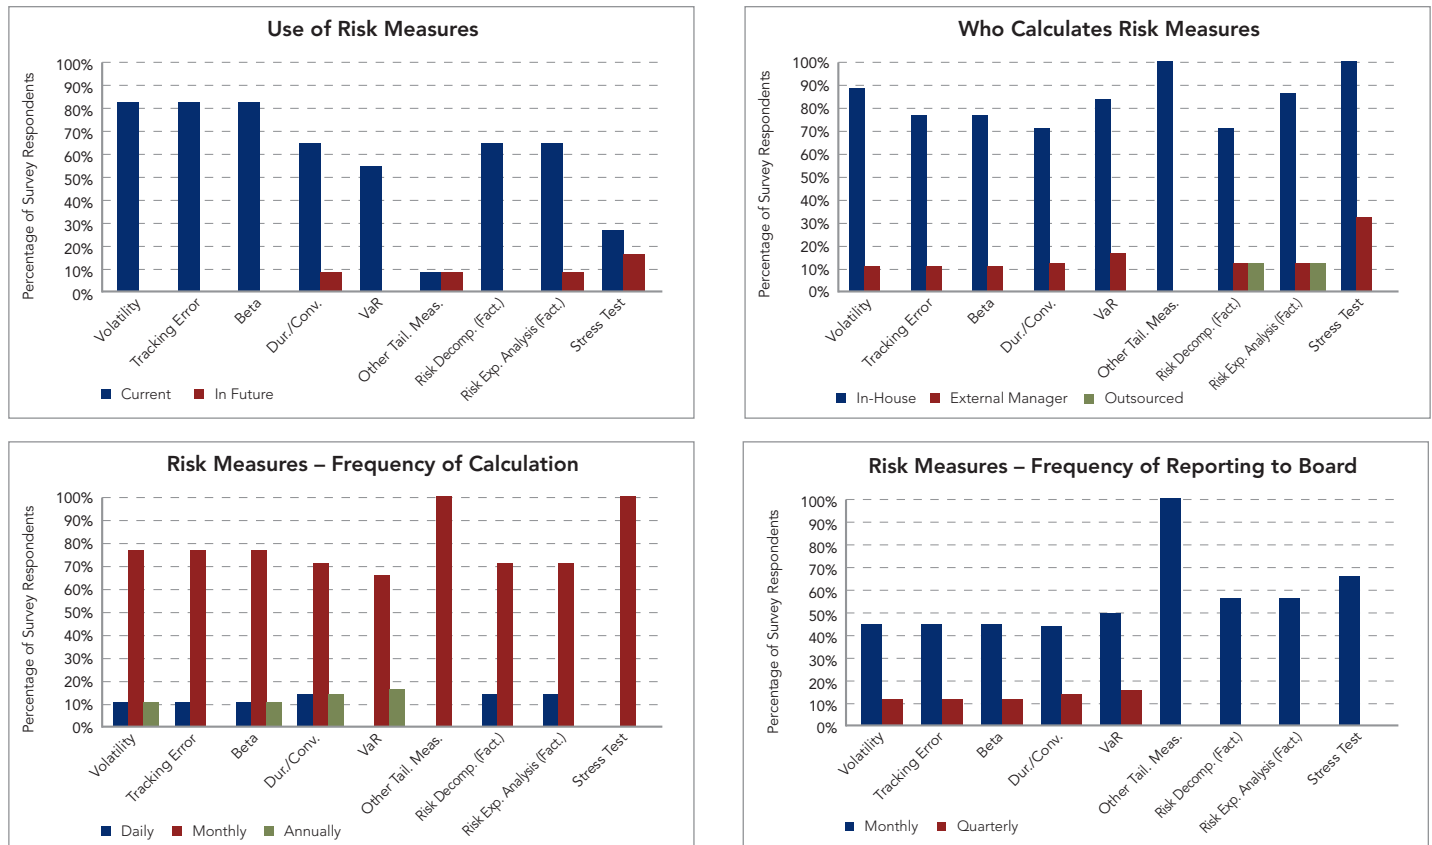 Use of Risk Measures
Percentage of Survey Respondents
100%
90%
80%
70%
60%
50%
40%
30%
20%
10%
0%
Volatility
Tracking Error
Beta
Dur./Conv.
VaR
Other Tail. Meas.
Risk Decomp. (Fact.)
Risk Exp. Analysis (Fact.)
Stress Test
Current In Future
Who Calculates Risk Measures
Percentage of Survey Respondents
100%
90%
80%
70%
60%
50%
40%
30%
20%
10%
0%
Volatility
Tracking Error
Beta
Dur./Conv.
VaR
Other Tail. Meas.
Risk Decomp. (Fact.)
Risk Exp. Analysis (Fact.)
Stress Test
In-House External Manager Outsourced
Risk Measures – Frequency of Calculation
Percentage of Survey Respondents
100%
90%
80%
70%
60%
50%
40%
30%
20%
10%
0%
Volatility
Tracking Error
Beta
Dur./Conv.
VaR
Other Tail. Meas.
Risk Decomp. (Fact.)
Risk Exp. Analysis (Fact.)
Stress Test
Daily Monthly Annually
Risk Measures – Frequency of Reporting to Board
Percentage of Survey Respondents
100%
90%
80%
70%
60%
50%
40%
30%
20%
10%
0%
Volatility
Tracking Error
Beta
Dur./Conv.
VaR
Other Tail. Meas.
Risk Decomp. (Fact.)
Risk Exp. Analysis (Fact.)
Stress Test
Monthly Quarterly